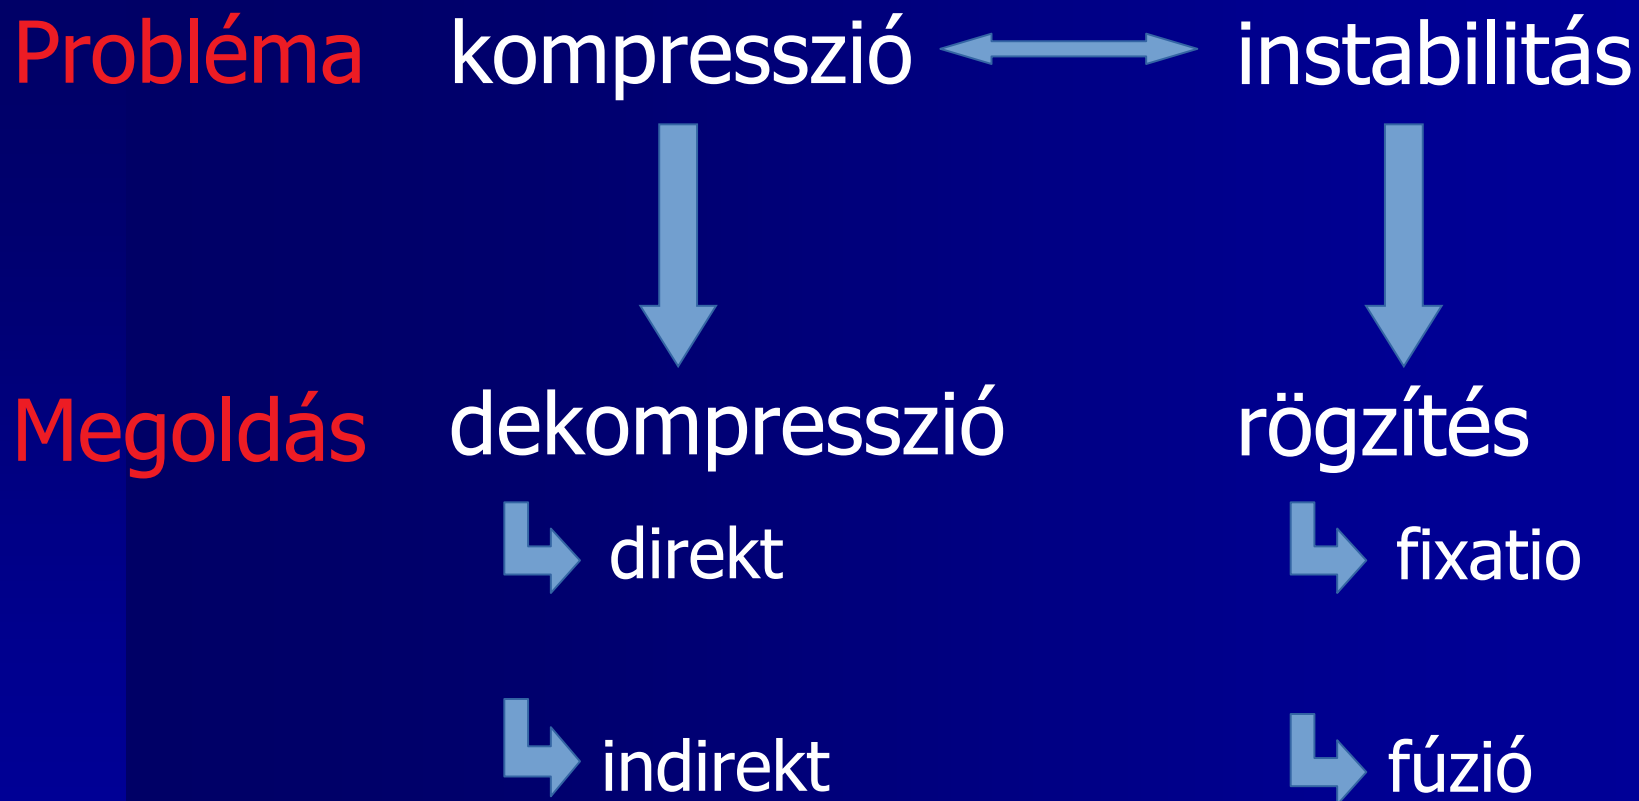 Probléma kompresszió instabilitás
Megoldás dekompresszió rögzítés
direkt fixatio
indirekt fúzió